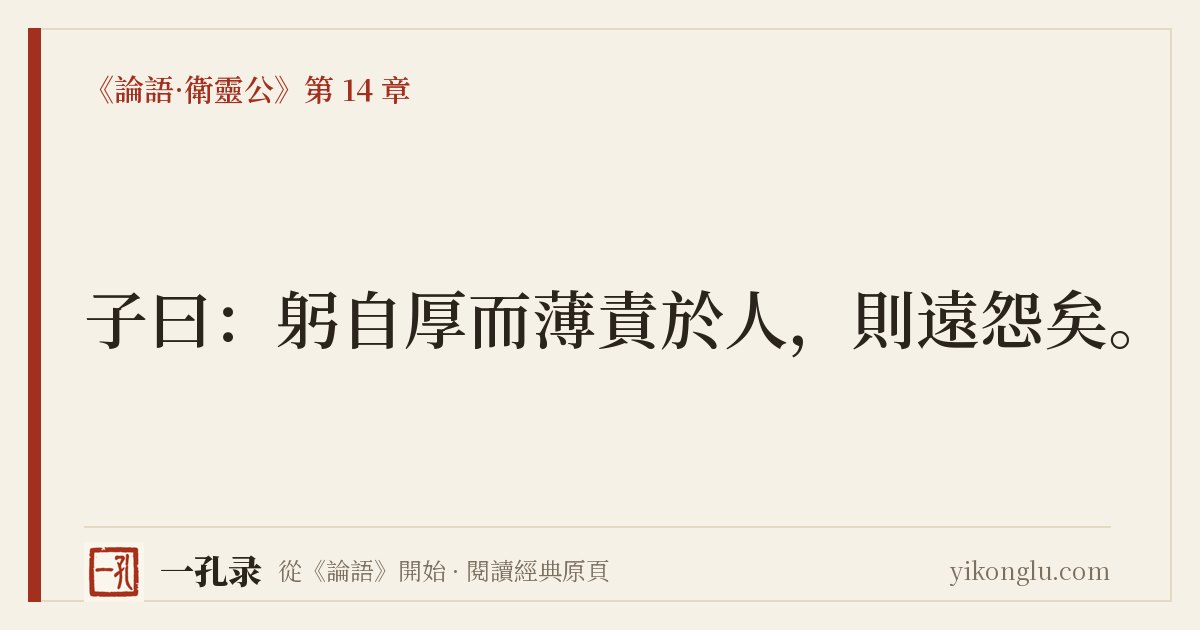 《論語·衛靈公》第 14 章
子曰：躬自厚而薄責於人，則遠怨矣。
一孔
一孔录 從《論語》開始 · 閱讀經典原頁
yikonglu.com